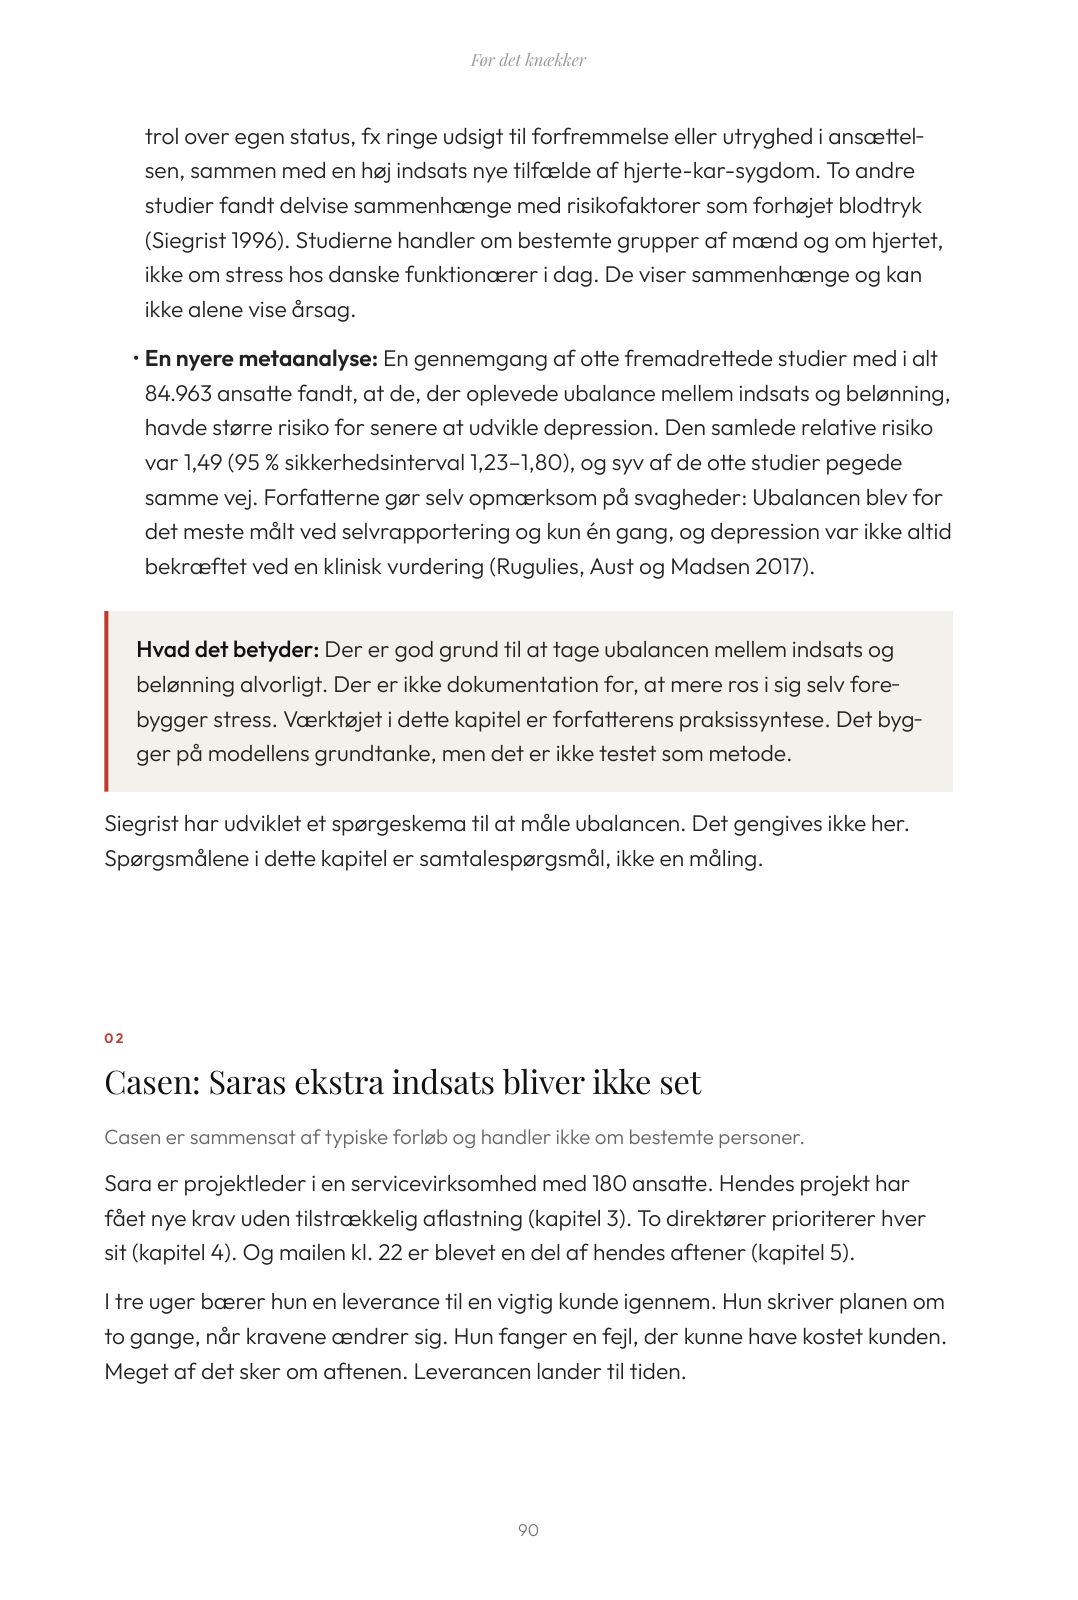 Før det knækker
trol over egen status, fx ringe udsigt til forfremmelse eller utryghed i ansættel-
sen, sammen med en høj indsats nye tilfælde af hjerte-kar-sygdom. To andre
studier fandt delvise sammenhænge med risikofaktorer som forhøjet blodtryk
(Siegrist 1996). Studierne handler om bestemte grupper af mænd og om hjertet,
ikke om stress hos danske funktionærer i dag. De viser sammenhænge og kan
ikke alene vise årsag.
• En nyere metaanalyse: En gennemgang af otte fremadrettede studier med i alt
84.963 ansatte fandt, at de, der oplevede ubalance mellem indsats og belønning,
havde større risiko for senere at udvikle depression. Den samlede relative risiko
var 1,49 (95 % sikkerhedsinterval 1,23–1,80), og syv af de otte studier pegede
samme vej. Forfatterne gør selv opmærksom på svagheder: Ubalancen blev for
det meste målt ved selvrapportering og kun én gang, og depression var ikke altid
bekræftet ved en klinisk vurdering (Rugulies, Aust og Madsen 2017).
Hvad det betyder: Der er god grund til at tage ubalancen mellem indsats og
belønning alvorligt. Der er ikke dokumentation for, at mere ros i sig selv fore-
bygger stress. Værktøjet i dette kapitel er forfatterens praksissyntese. Det byg-
ger på modellens grundtanke, men det er ikke testet som metode.
Siegrist har udviklet et spørgeskema til at måle ubalancen. Det gengives ikke her.
Spørgsmålene i dette kapitel er samtalespørgsmål, ikke en måling.
02
Casen: Saras ekstra indsats bliver ikke set
Casen er sammensat af typiske forløb og handler ikke om bestemte personer.
Sara er projektleder i en servicevirksomhed med 180 ansatte. Hendes projekt har
fået nye krav uden tilstrækkelig aflastning (kapitel 3). To direktører prioriterer hver
sit (kapitel 4). Og mailen kl. 22 er blevet en del af hendes aftener (kapitel 5).
I tre uger bærer hun en leverance til en vigtig kunde igennem. Hun skriver planen om
to gange, når kravene ændrer sig. Hun fanger en fejl, der kunne have kostet kunden.
Meget af det sker om aftenen. Leverancen lander til tiden.
90